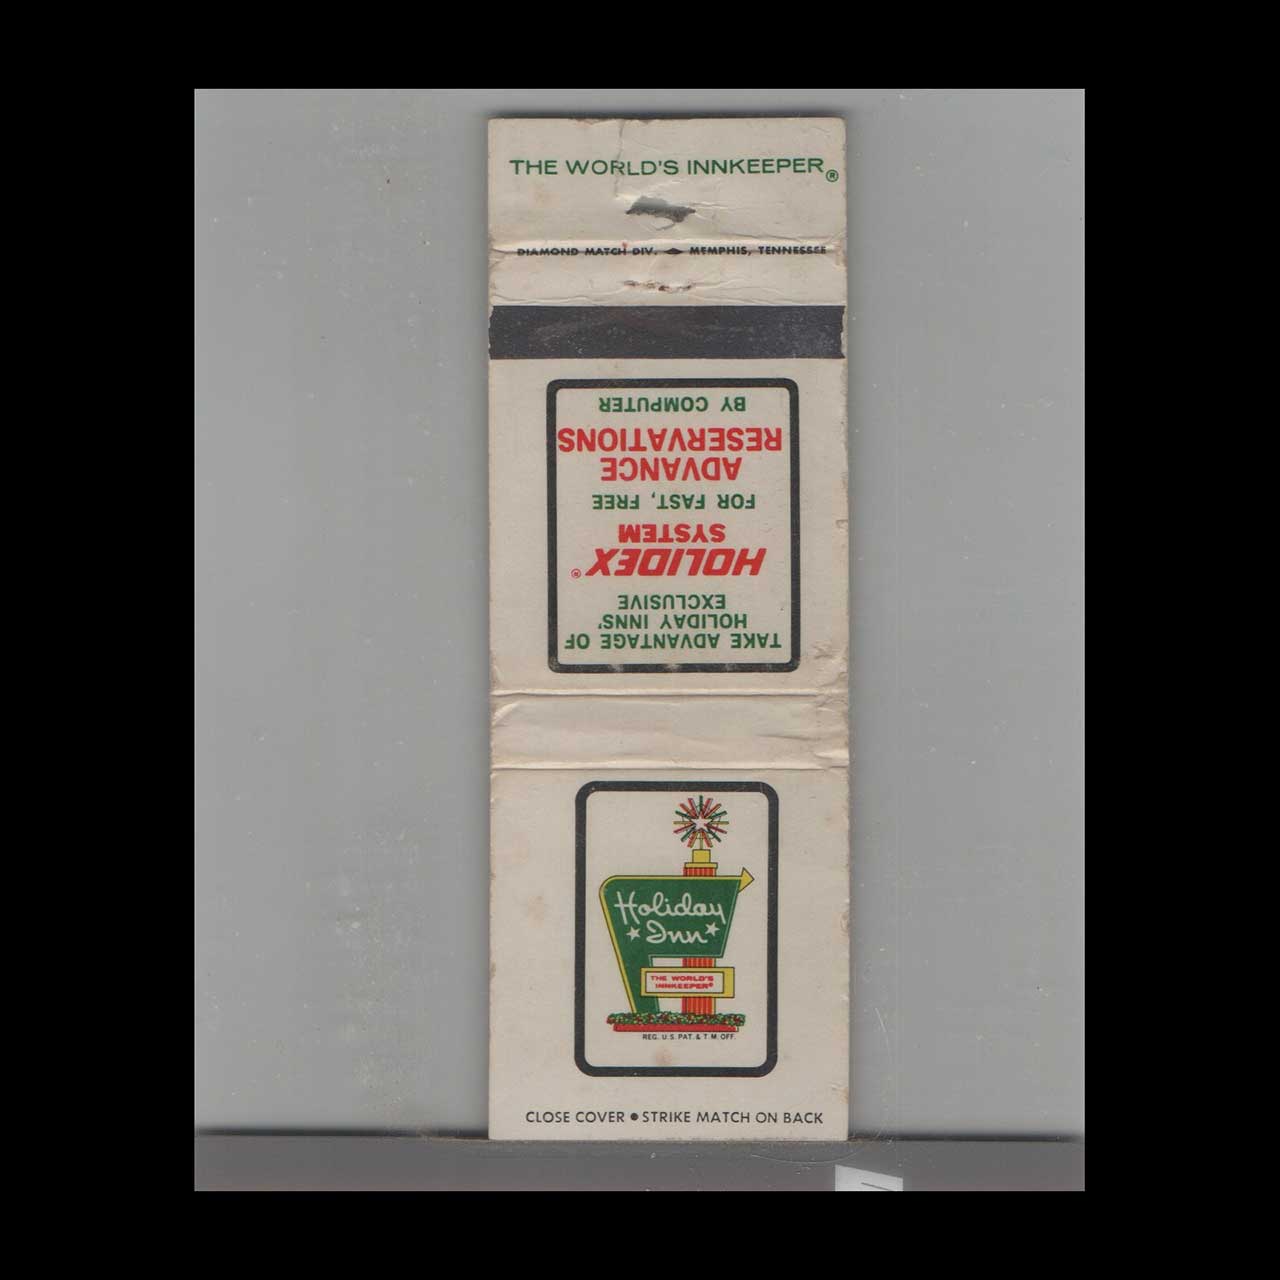 THE WORLD'S INNKEEPER®
DIAMOND MATCH DIV. MEMPHIS, TENNESSEE
TAKE ADVANTAGE OF
HOLIDAY INNS'
EXCLUSIVE
HOLIDEX®
SYSTEM
FOR FAST, FREE
ADVANCE
RESERVATIONS
BY COMPUTER
Holiday
Inn
THE WORLD'S
INNKEEPER®
REG. U.S. PAT. & T.M. OFF.
CLOSE COVER • STRIKE MATCH ON BACK